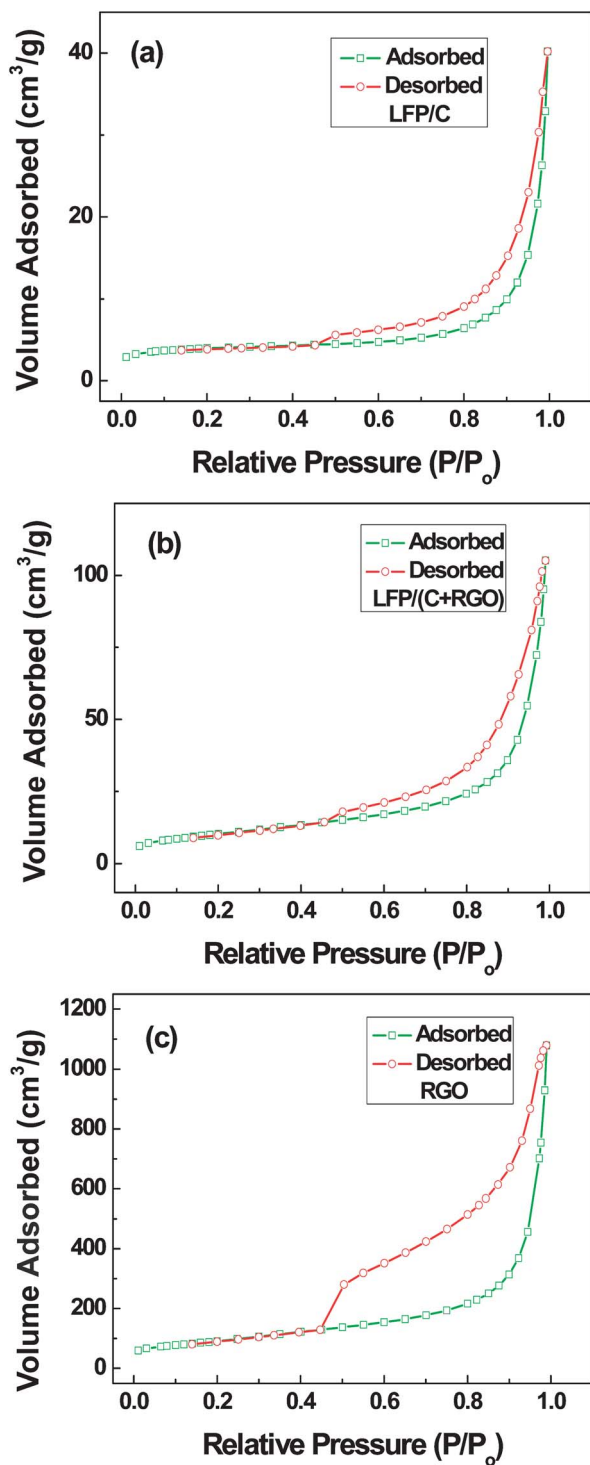 (a)
Adsorbed
Desorbed
LFP/C
Volume Adsorbed (cm³/g)
40
20
0
0.0 0.2 0.4 0.6 0.8 1.0
Relative Pressure (P/Pₒ)
(b)
Adsorbed
Desorbed
LFP/(C+RGO)
Volume Adsorbed (cm³/g)
100
50
0
0.0 0.2 0.4 0.6 0.8 1.0
Relative Pressure (P/Pₒ)
(c)
Adsorbed
Desorbed
RGO
Volume Adsorbed (cm³/g)
1200
1000
800
600
400
200
0
0.0 0.2 0.4 0.6 0.8 1.0
Relative Pressure (P/Pₒ)